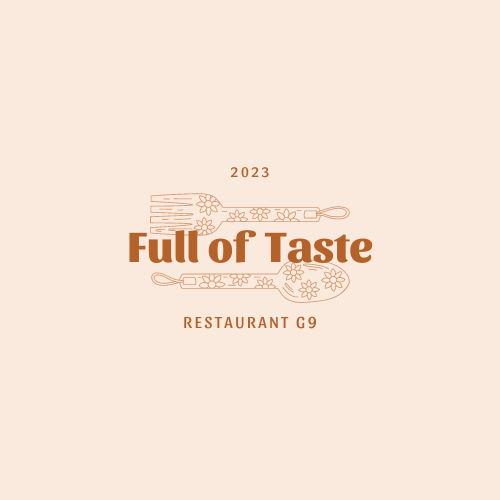 2023
Full of Taste
RESTAURANT G9